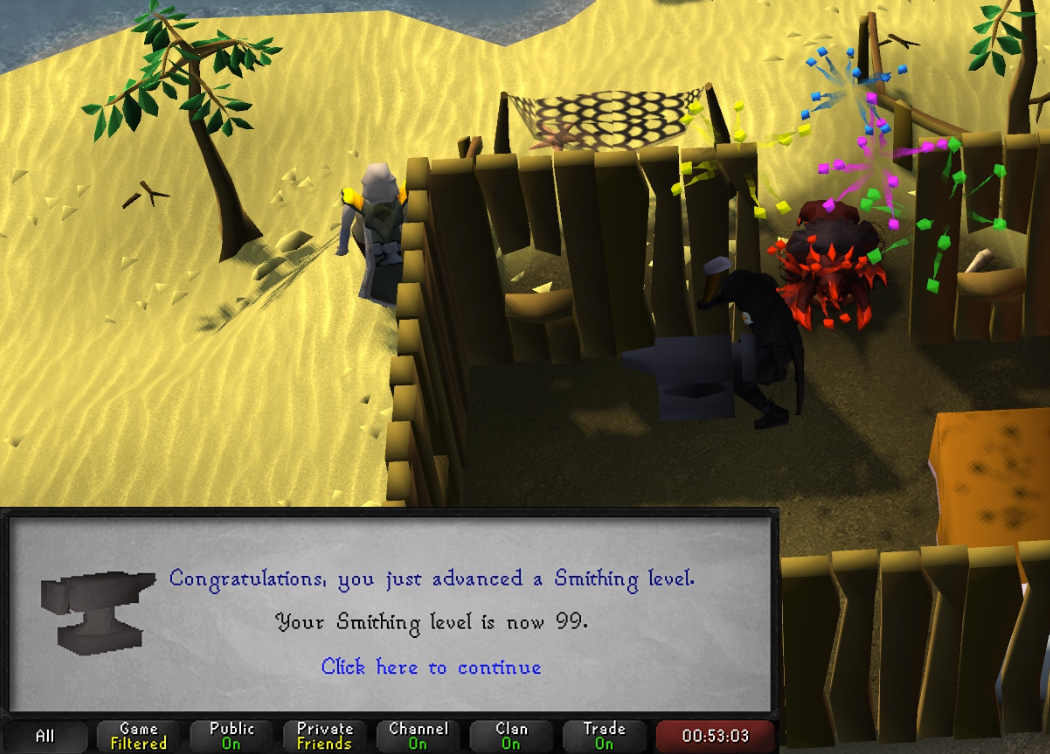 Congratulations, you just advanced a Smithing level.
Your Smithing level is now 99.
Click here to continue
All
Game
Filtered
Public
On
Private
Friends
Channel
On
Clan
On
Trade
On
00:53:03